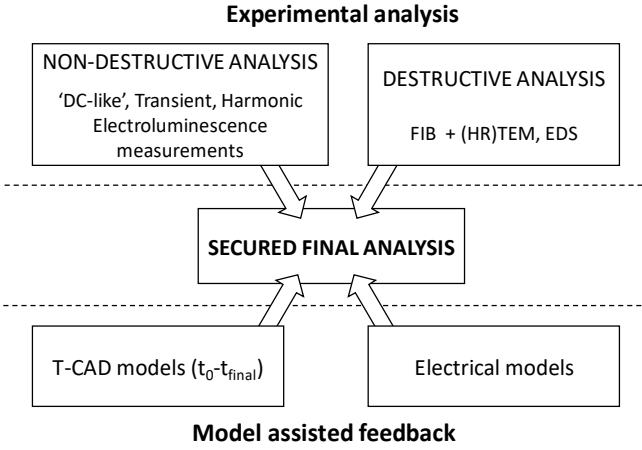 Experimental analysis
NON-DESTRUCTIVE ANALYSIS
‘DC-like’, Transient, Harmonic
Electroluminescence
measurements
DESTRUCTIVE ANALYSIS
FIB + (HR)TEM, EDS
SECURED FINAL ANALYSIS
T-CAD models (t0-tfinal)
Electrical models
Model assisted feedback